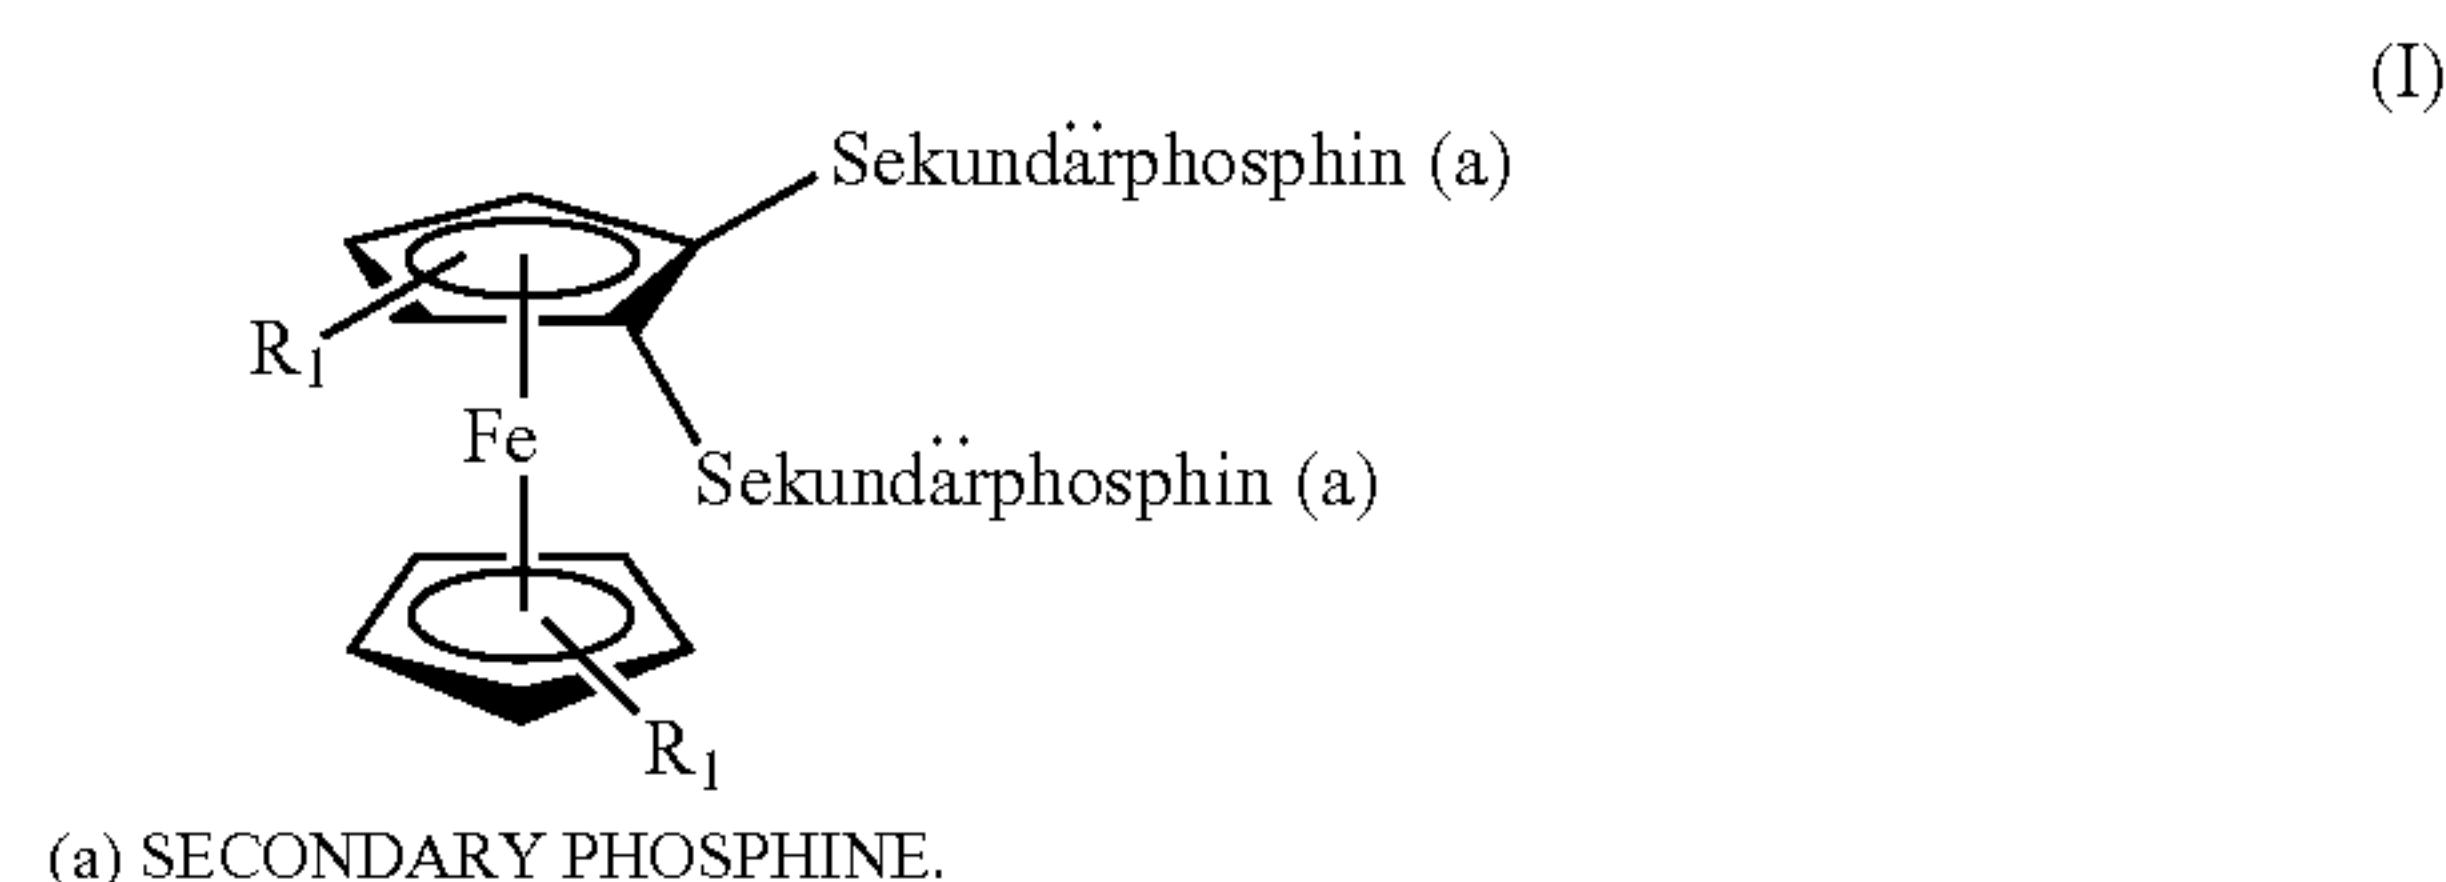 (I)
Sekundärphosphin (a)
R1
Fe
Sekundärphosphin (a)
R1
(a) SECONDARY PHOSPHINE.